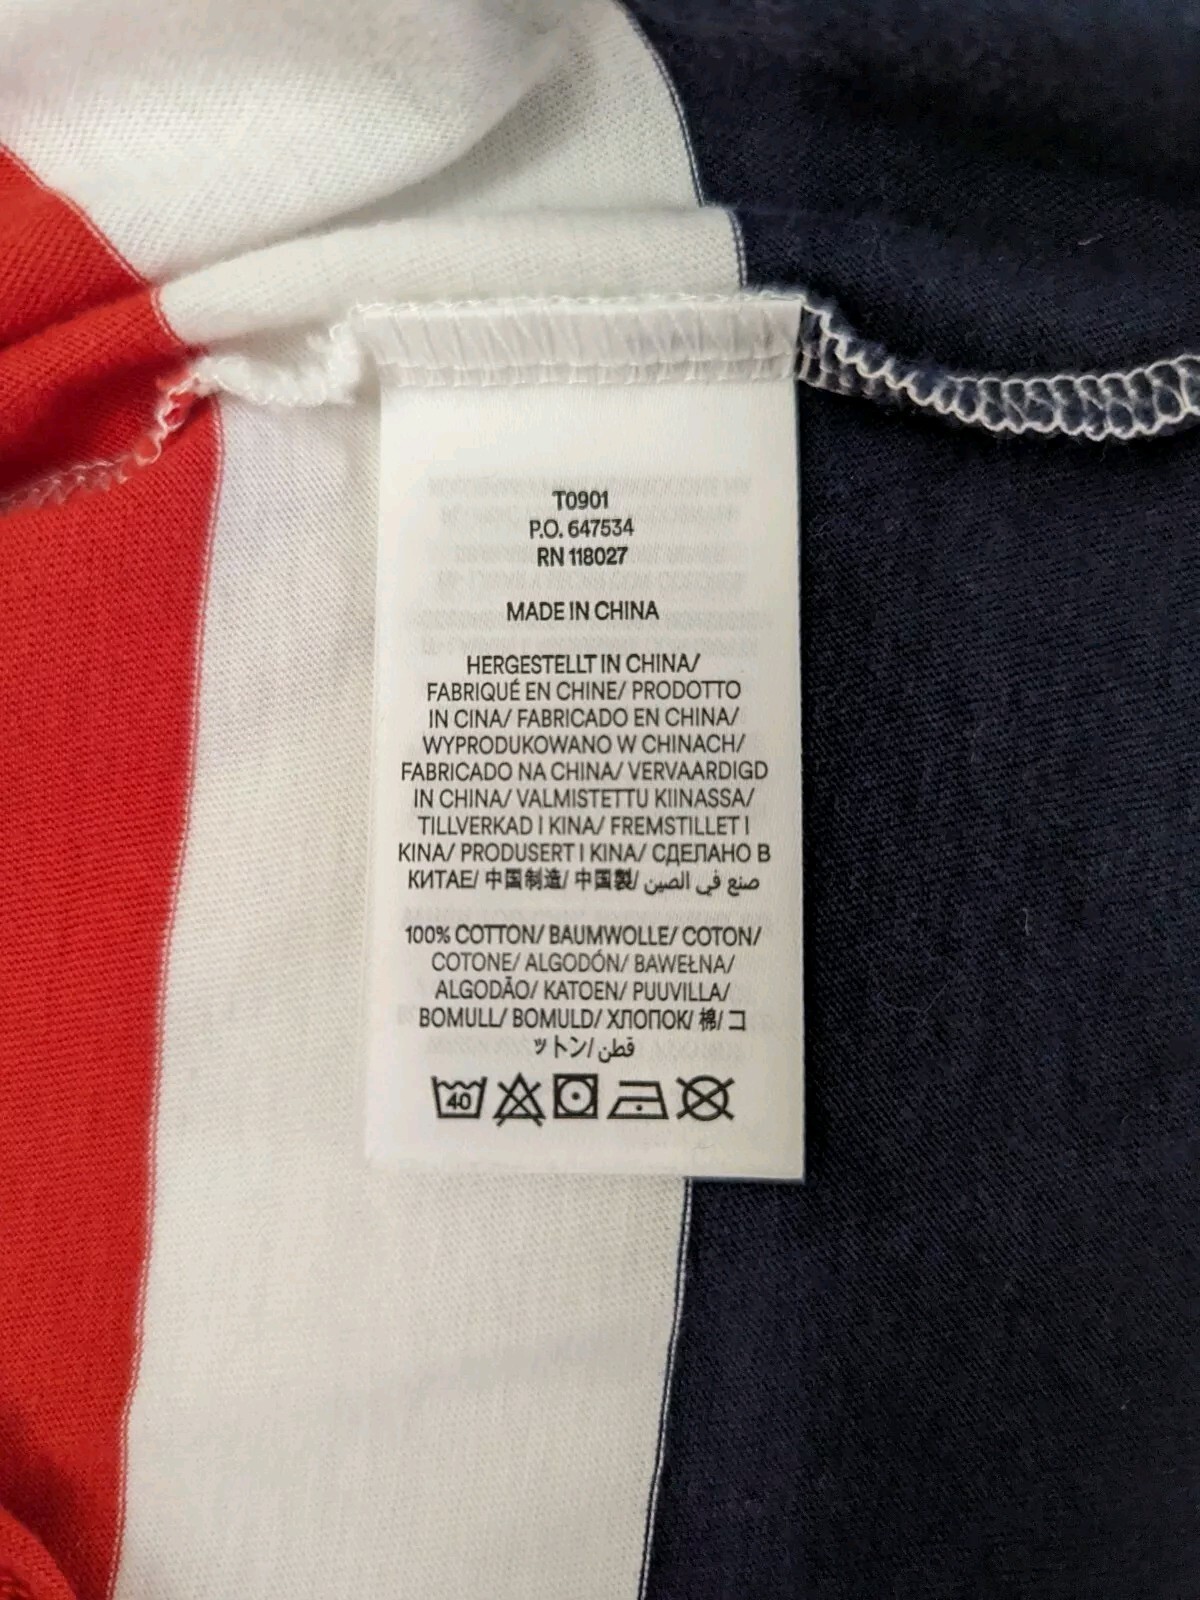 T0901
P.O. 647534
RN 118027
MADE IN CHINA
HERGESTELLT IN CHINA/
FABRIQUÉ EN CHINE/ PRODOTTO
IN CINA/ FABRICADO EN CHINA/
WYPRODUKOWANO W CHINACH/
FABRICADO NA CHINA/ VERVAARDIGD
IN CHINA/ VALMISTETTU KIINASSA/
TILLVERKAD I KINA/ FREMSTILLET I
KINA/ PRODUSERT I KINA/ СДЕЛАНО В
КИТАЕ/ 中国制造/ 中国製/ صنع في الصين
100% COTTON/ BAUMWOLLE/ COTON/
COTONE/ ALGODÓN/ BAWEŁNA/
ALGODÃO/ KATOEN/ PUUVILLA/
BOMULL/ BOMULD/ ХЛОПОК/ 棉/ コ
ットン/ قطن
40